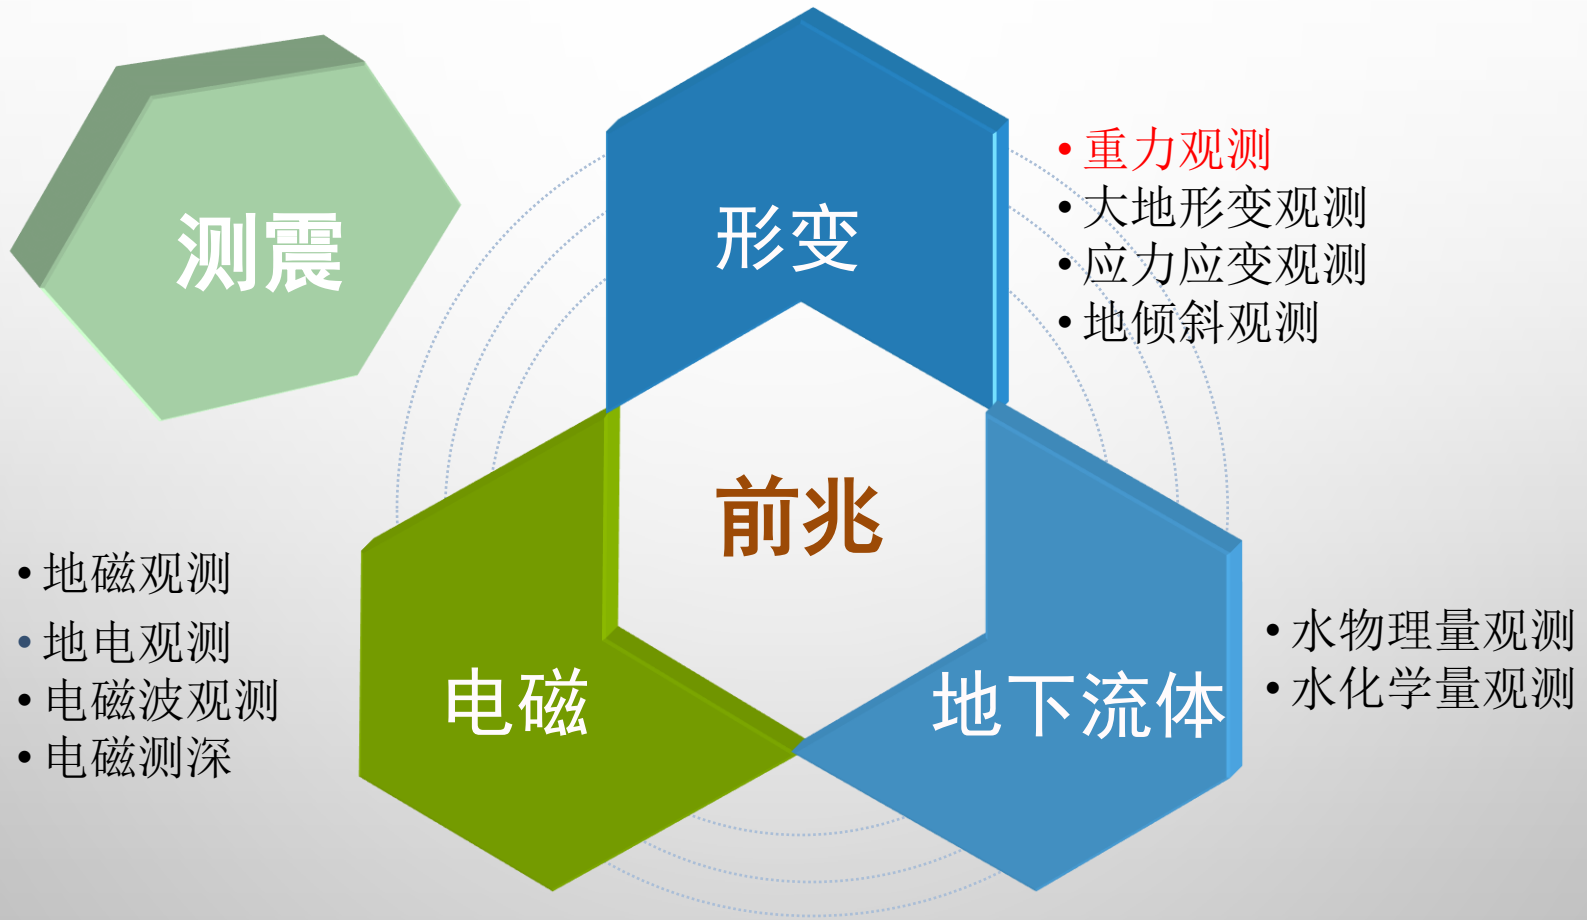 测震
形变
• 重力观测
• 大地形变观测
• 应力应变观测
• 地倾斜观测
前兆
• 地磁观测
• 地电观测
• 电磁波观测
• 电磁测深
电磁
地下流体
• 水物理量观测
• 水化学量观测